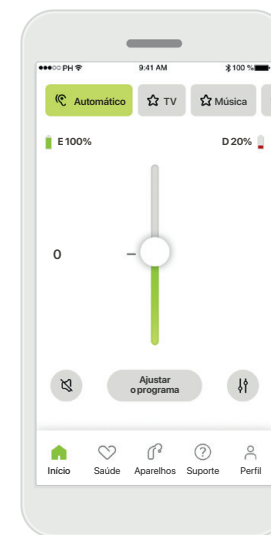 PH 9:41 AM 100 %
Automático TV Música
E 100% D 20%
0
Ajustar
o programa
Início Saúde Aparelhos Suporte Perfil